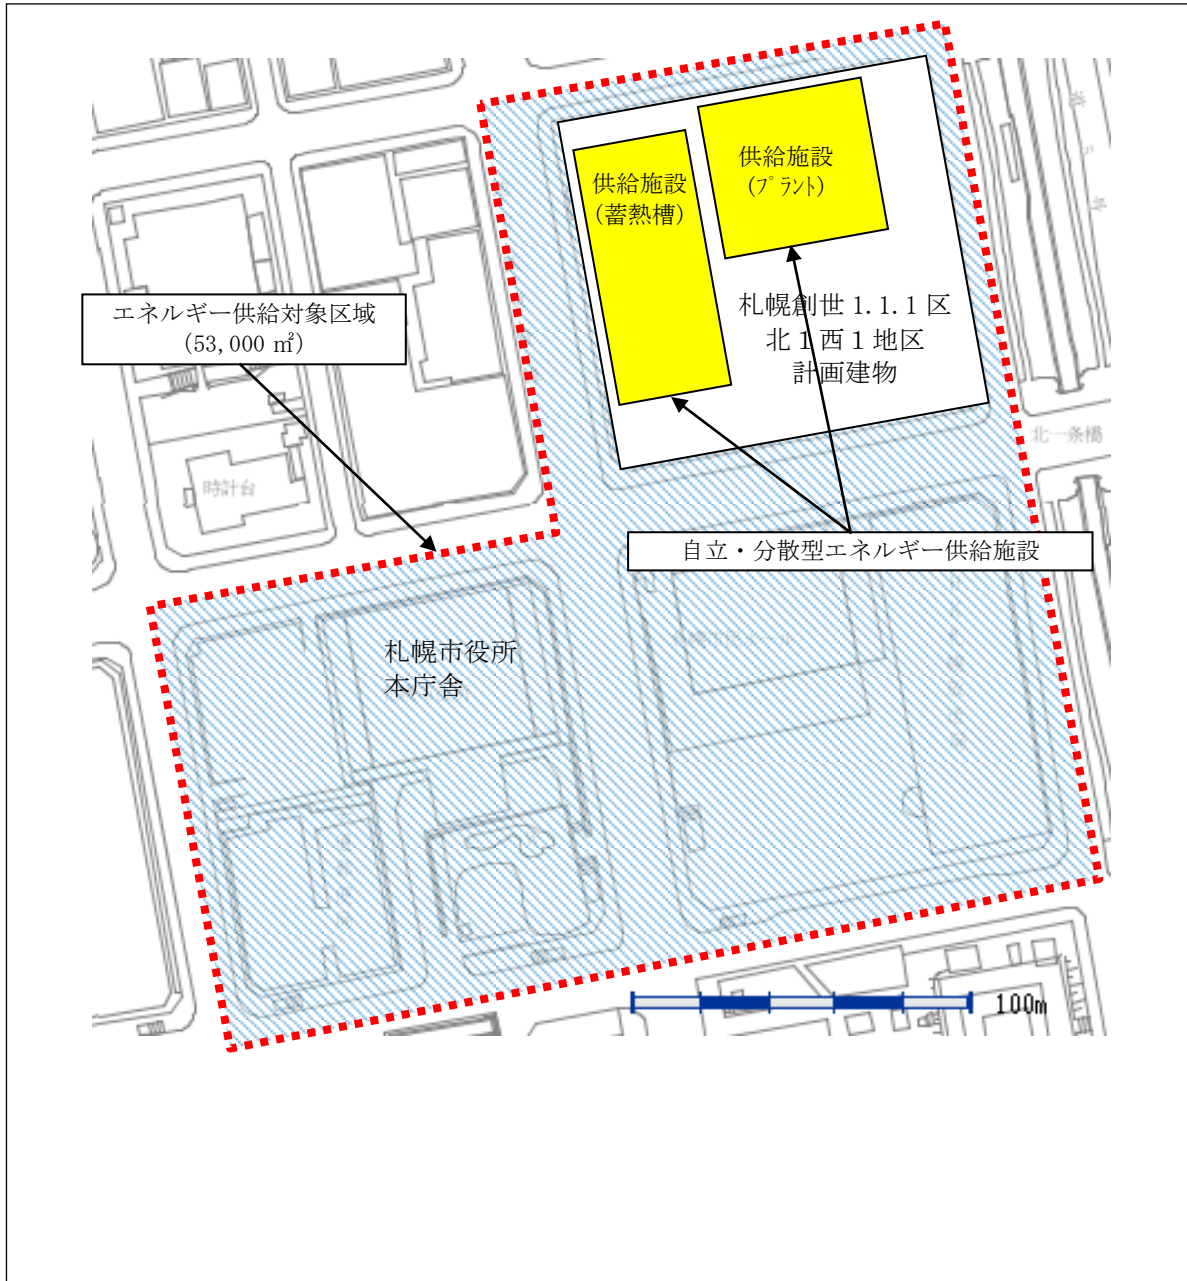 供給施設
(プラント)
供給施設
(蓄熱槽)
エネルギー供給対象区域
(53,000 ㎡)
札幌創世 1.1.1 区
北 1 西 1 地区
計画建物
北一条橋
時計台
自立・分散型エネルギー供給施設
札幌市役所
本庁舎
100m